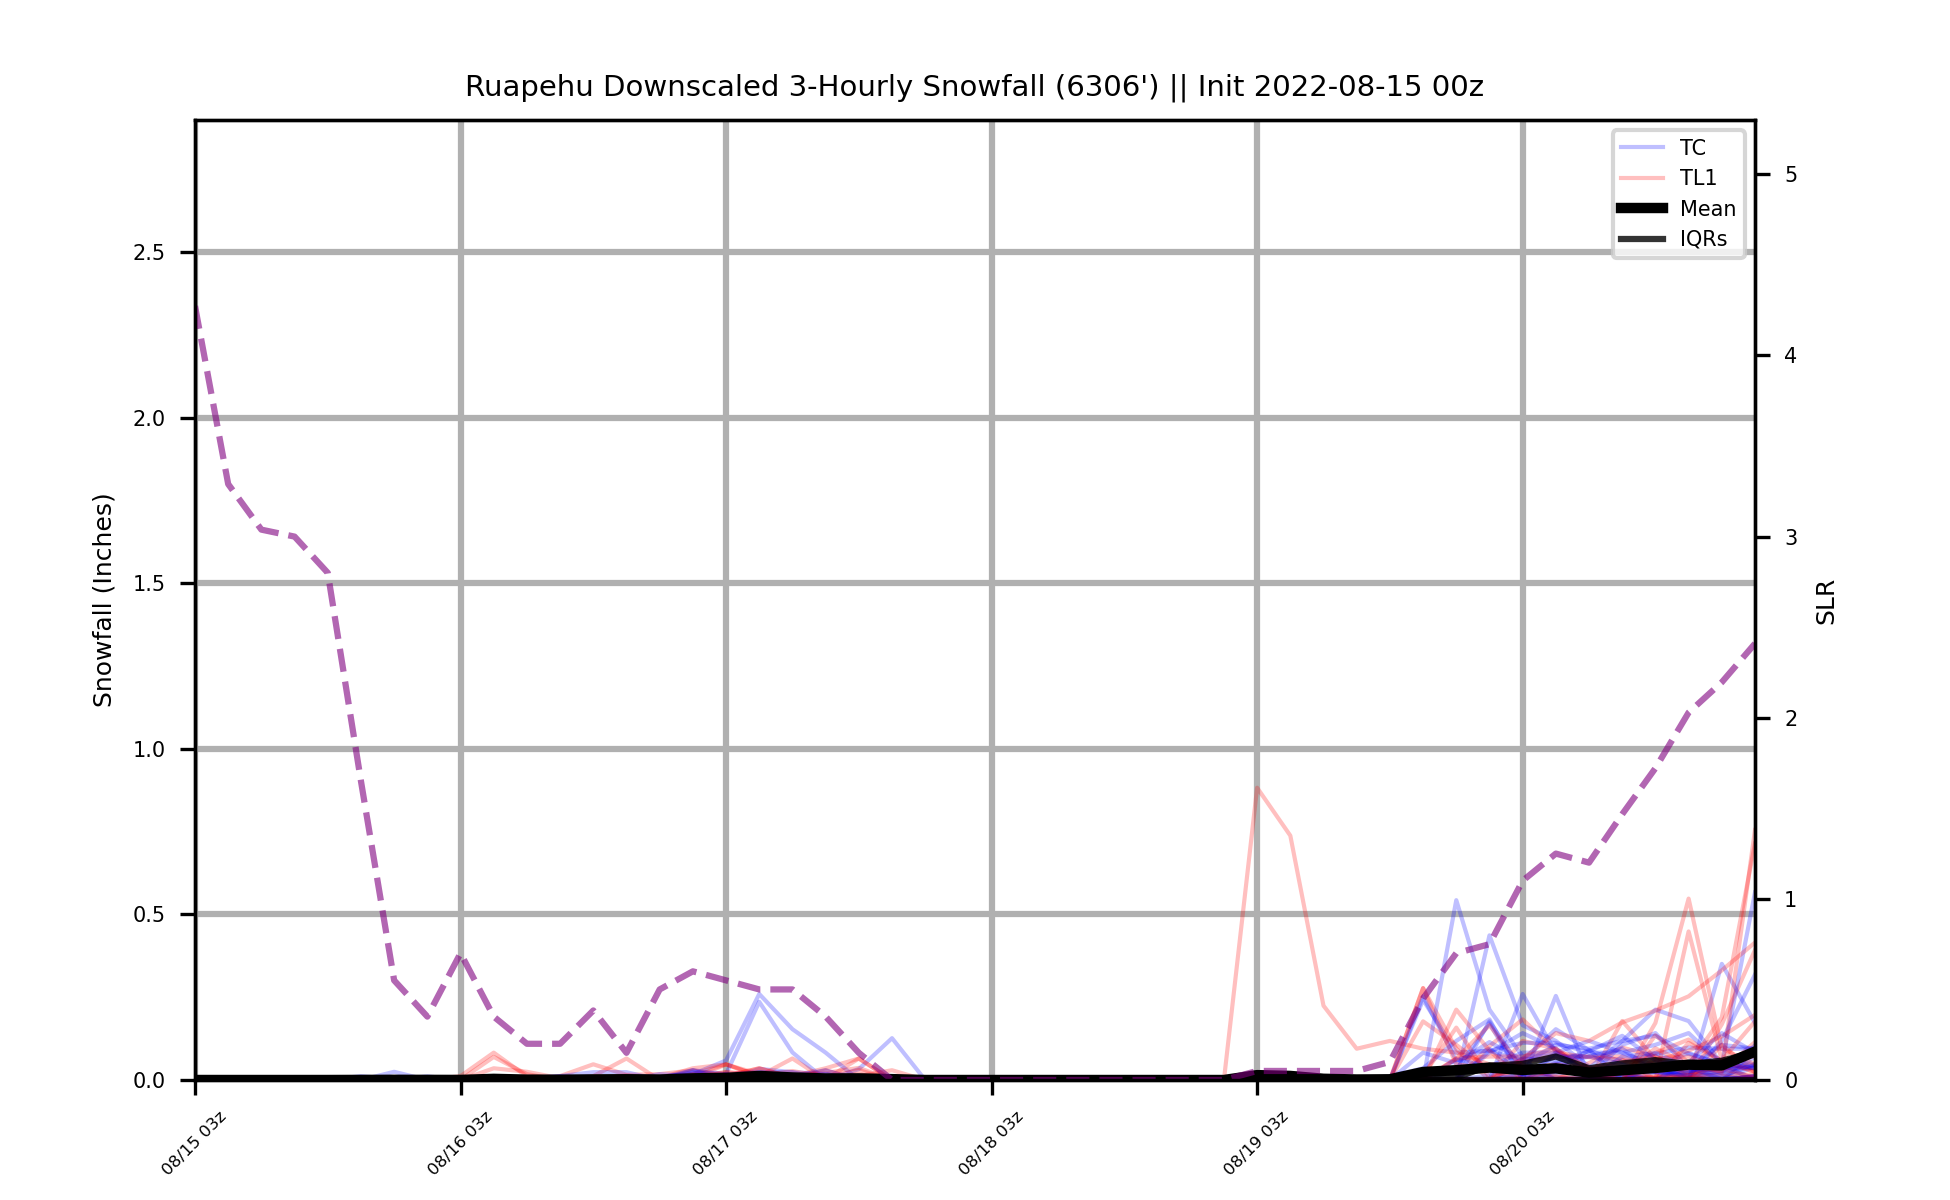 Ruapehu Downscaled 3-Hourly Snowfall (6306') || Init 2022-08-15 00z
TC
TL1
Mean
IQRs
Snowfall (Inches)
2.5
2.0
1.5
1.0
0.5
0.0
5
4
3
2
1
0
SLR
08/15 03z
08/16 03z
08/17 03z
08/18 03z
08/19 03z
08/20 03z